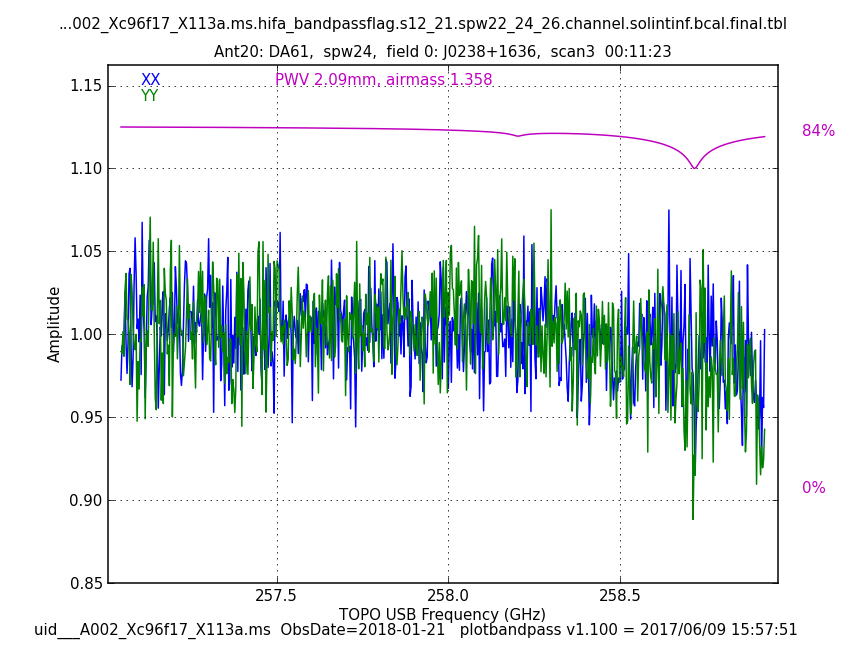 ...002_Xc96f17_X113a.ms.hifa_bandpassflag.s12_21.spw22_24_26.channel.solintinf.bcal.final.tbl
Ant20: DA61,  spw24,  field 0: J0238+1636,  scan3  00:11:23
XX
PWV 2.09mm, airmass 1.358
YY
1.15
1.10
1.05
1.00
0.95
0.90
0.85
Amplitude
84%
0%
257.5
258.0
258.5
TOPO USB Frequency (GHz)
uid___A002_Xc96f17_X113a.ms  ObsDate=2018-01-21   plotbandpass v1.100 = 2017/06/09 15:57:51